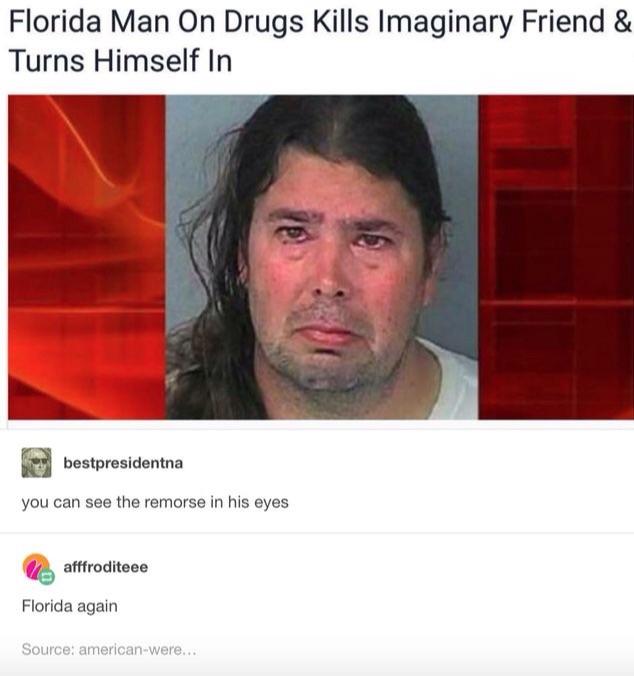 Florida Man On Drugs Kills Imaginary Friend &
Turns Himself In
bestpresidentna
you can see the remorse in his eyes
afffroditeee
Florida again
Source: american-were...